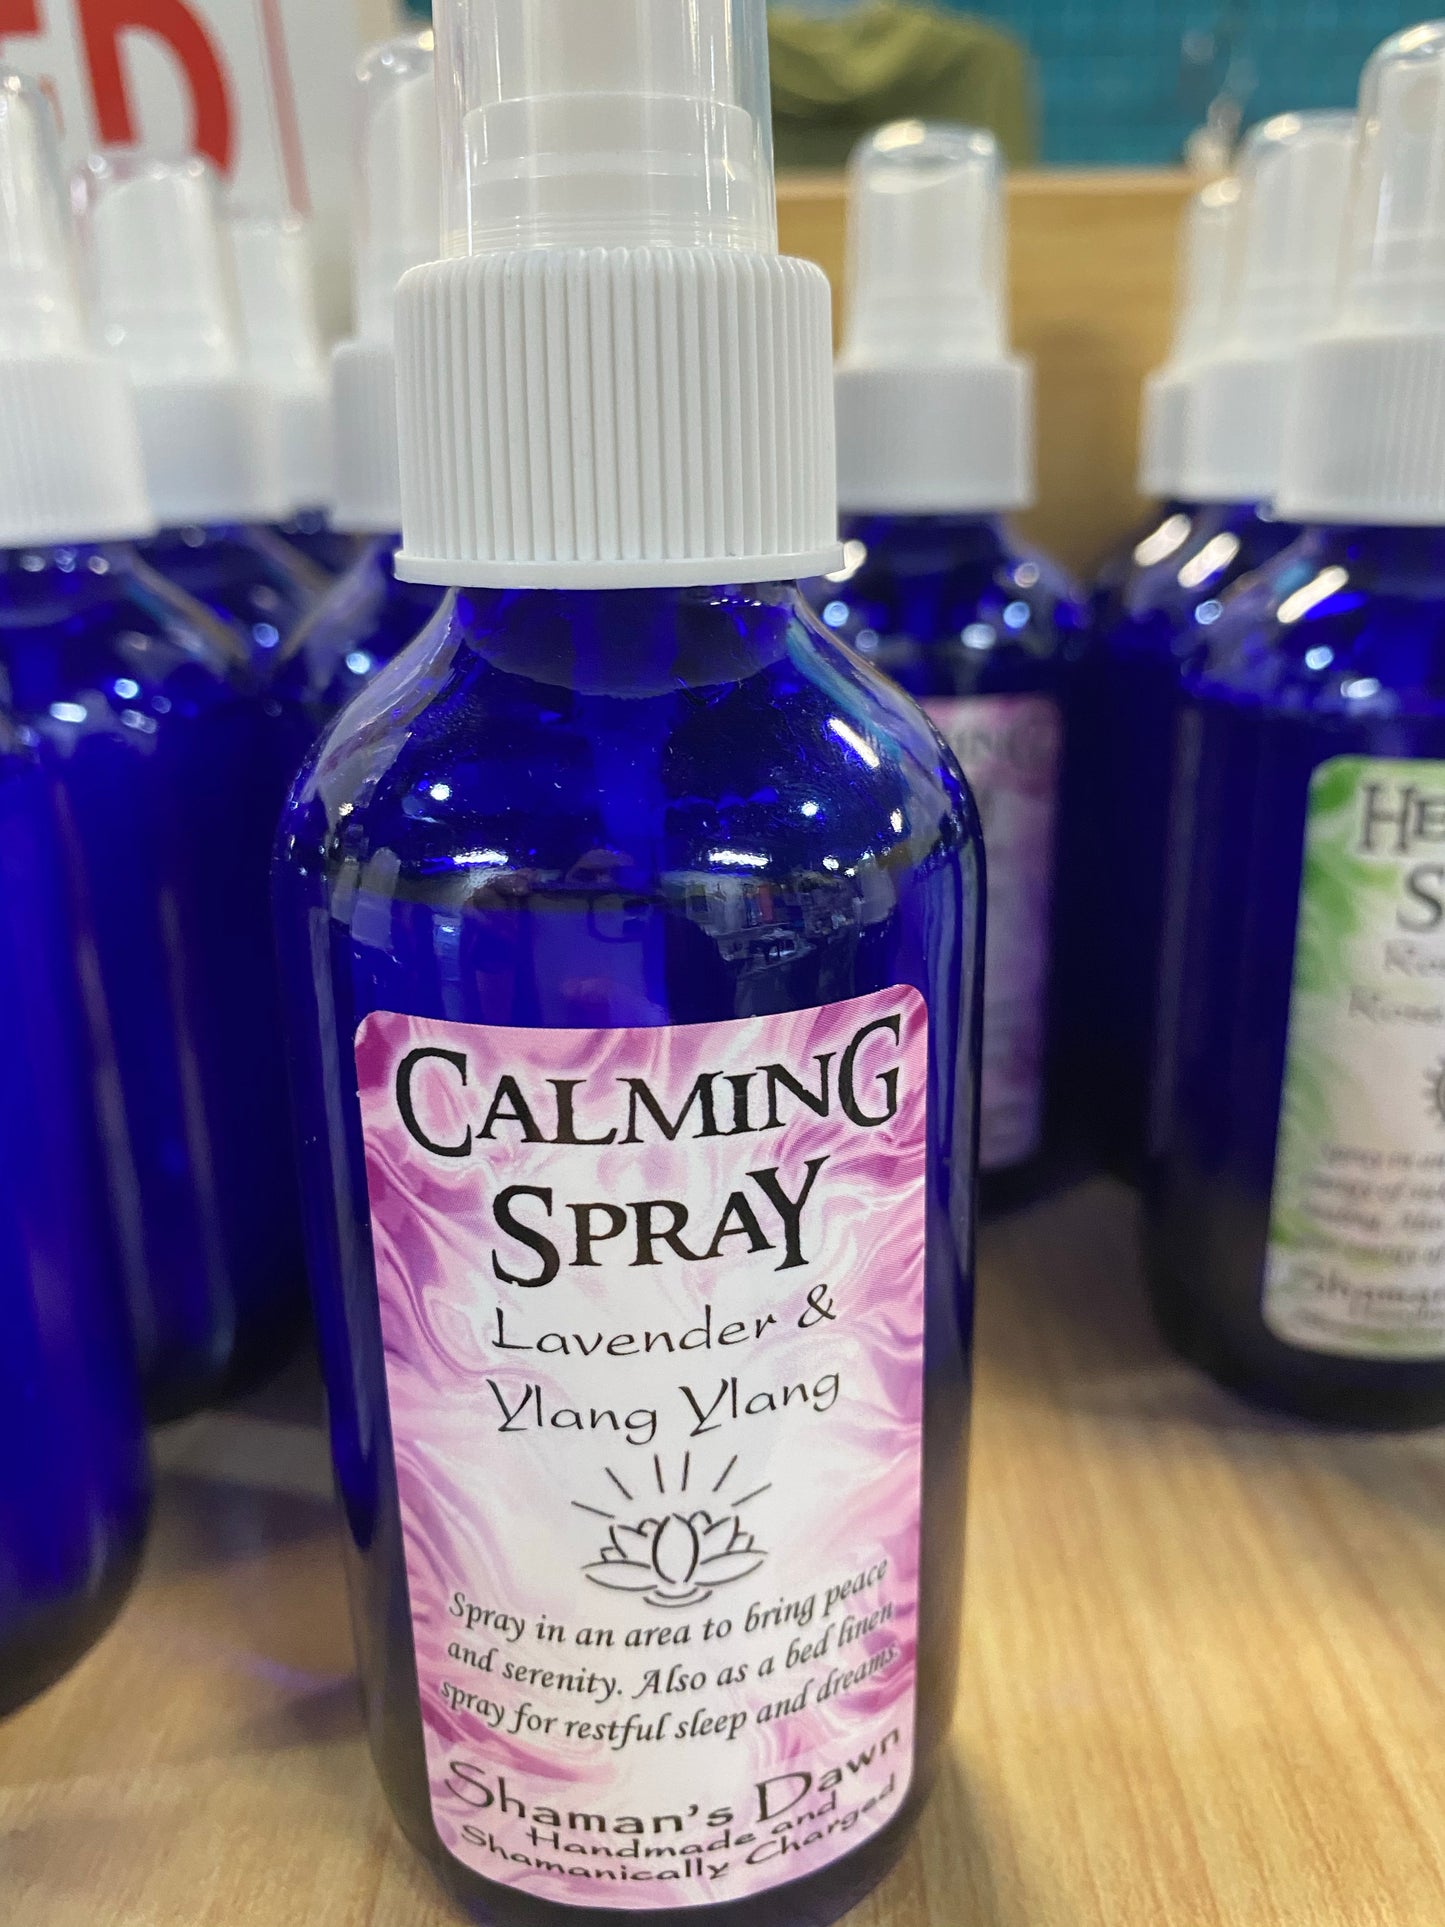 CALMING
SPRAY
Lavender &
Ylang Ylang
Spray in an area to bring peace
and serenity. Also as a bed linen
spray for restful sleep and dreams.
Shaman's Dawn
Handmade and
Shamanically Charged